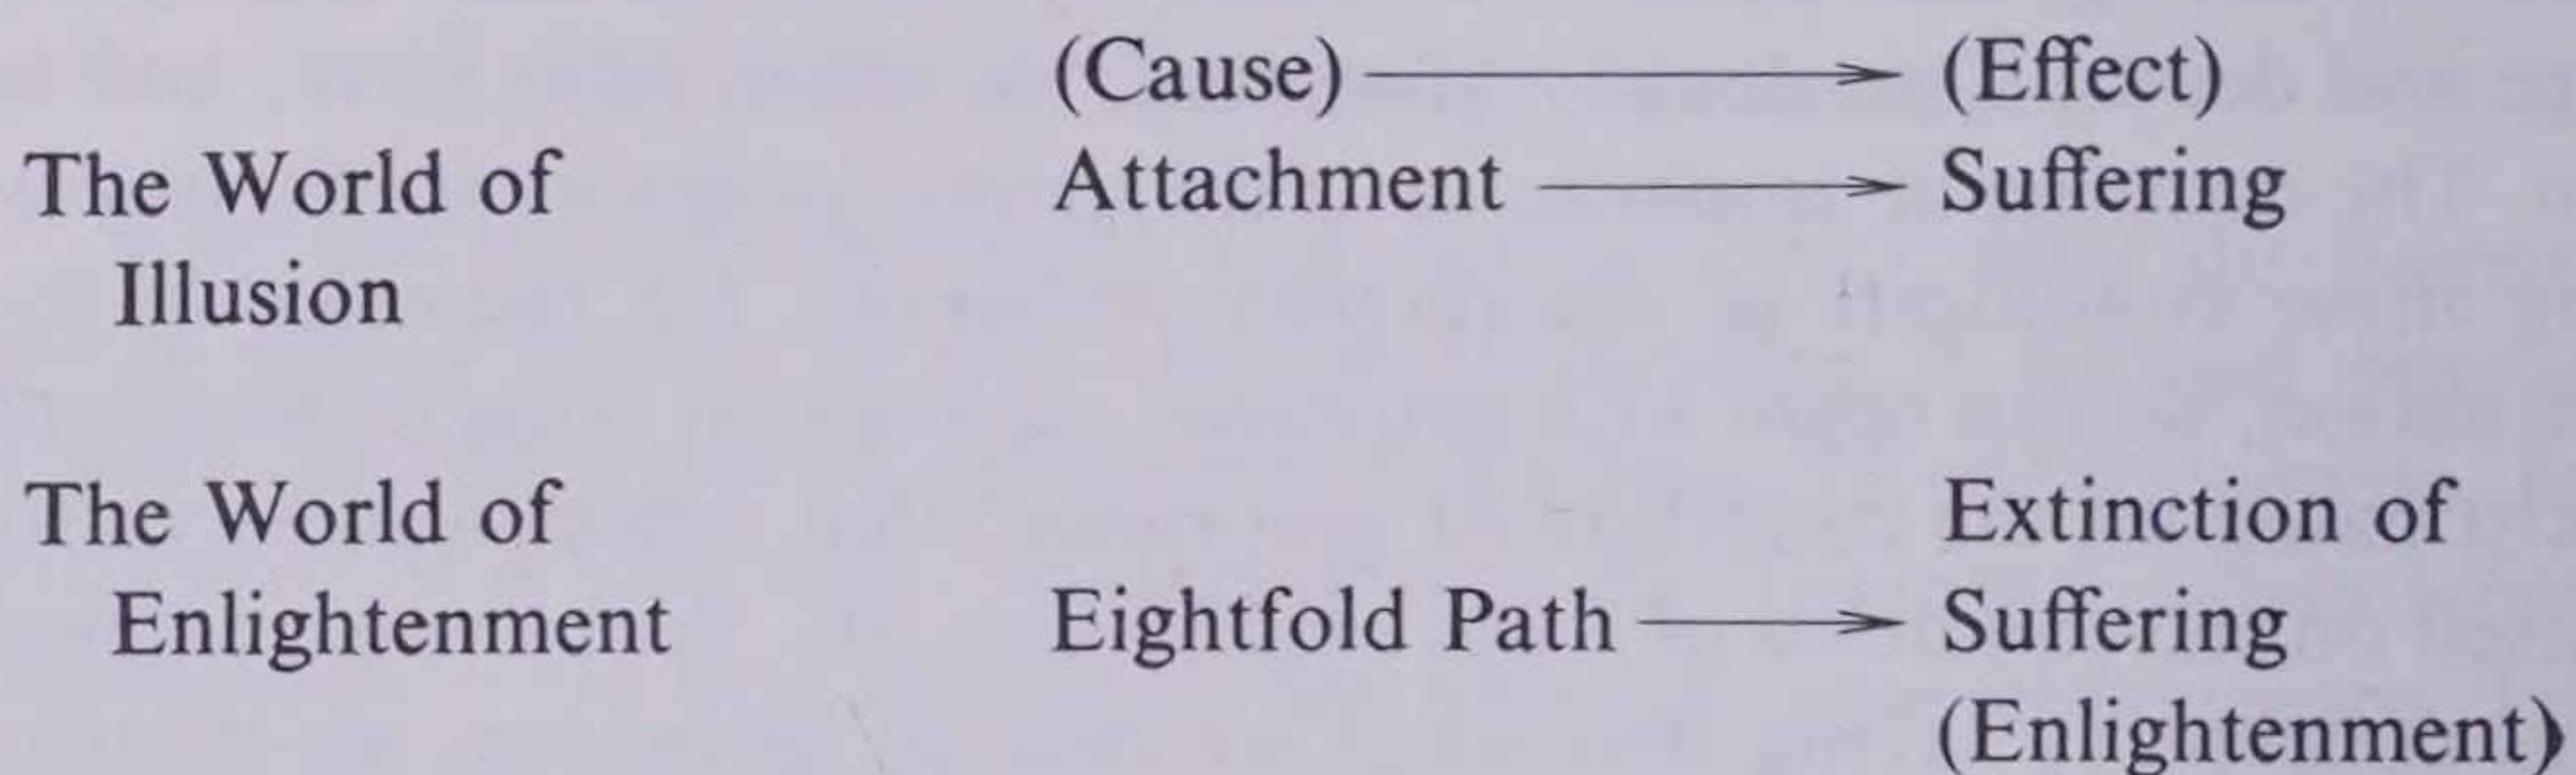 (Cause) → (Effect)
The World of Attachment → Suffering
Illusion
The World of Extinction of
Enlightenment Eightfold Path → Suffering
(Enlightenment)